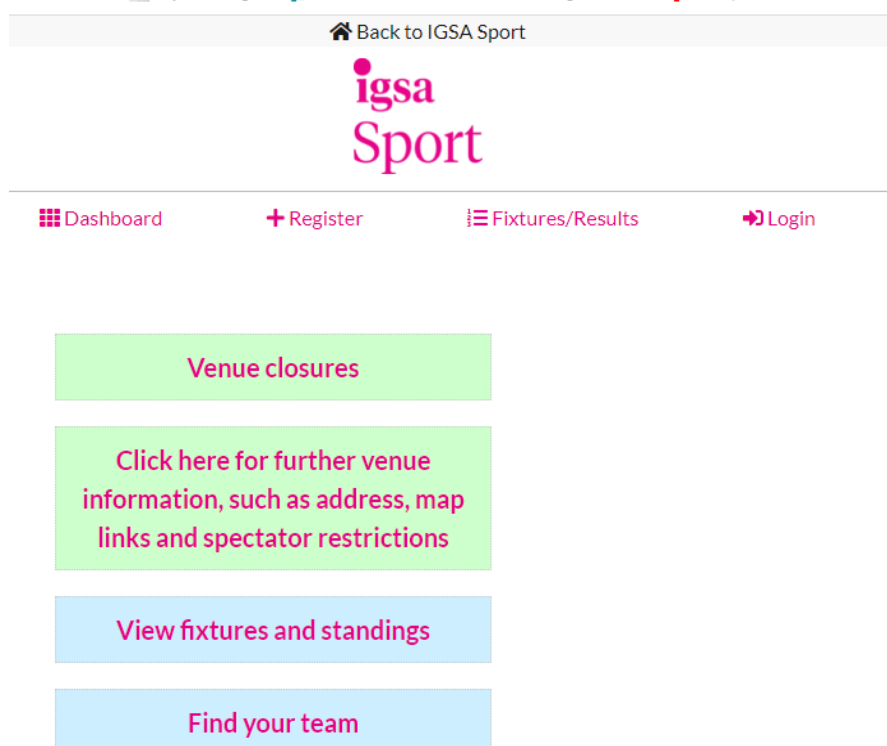 Back to IGSA Sport
igsa
Sport
Dashboard
Register
Fixtures/Results
Login
Venue closures
Click here for further venue
information, such as address, map
links and spectator restrictions
View fixtures and standings
Find your team